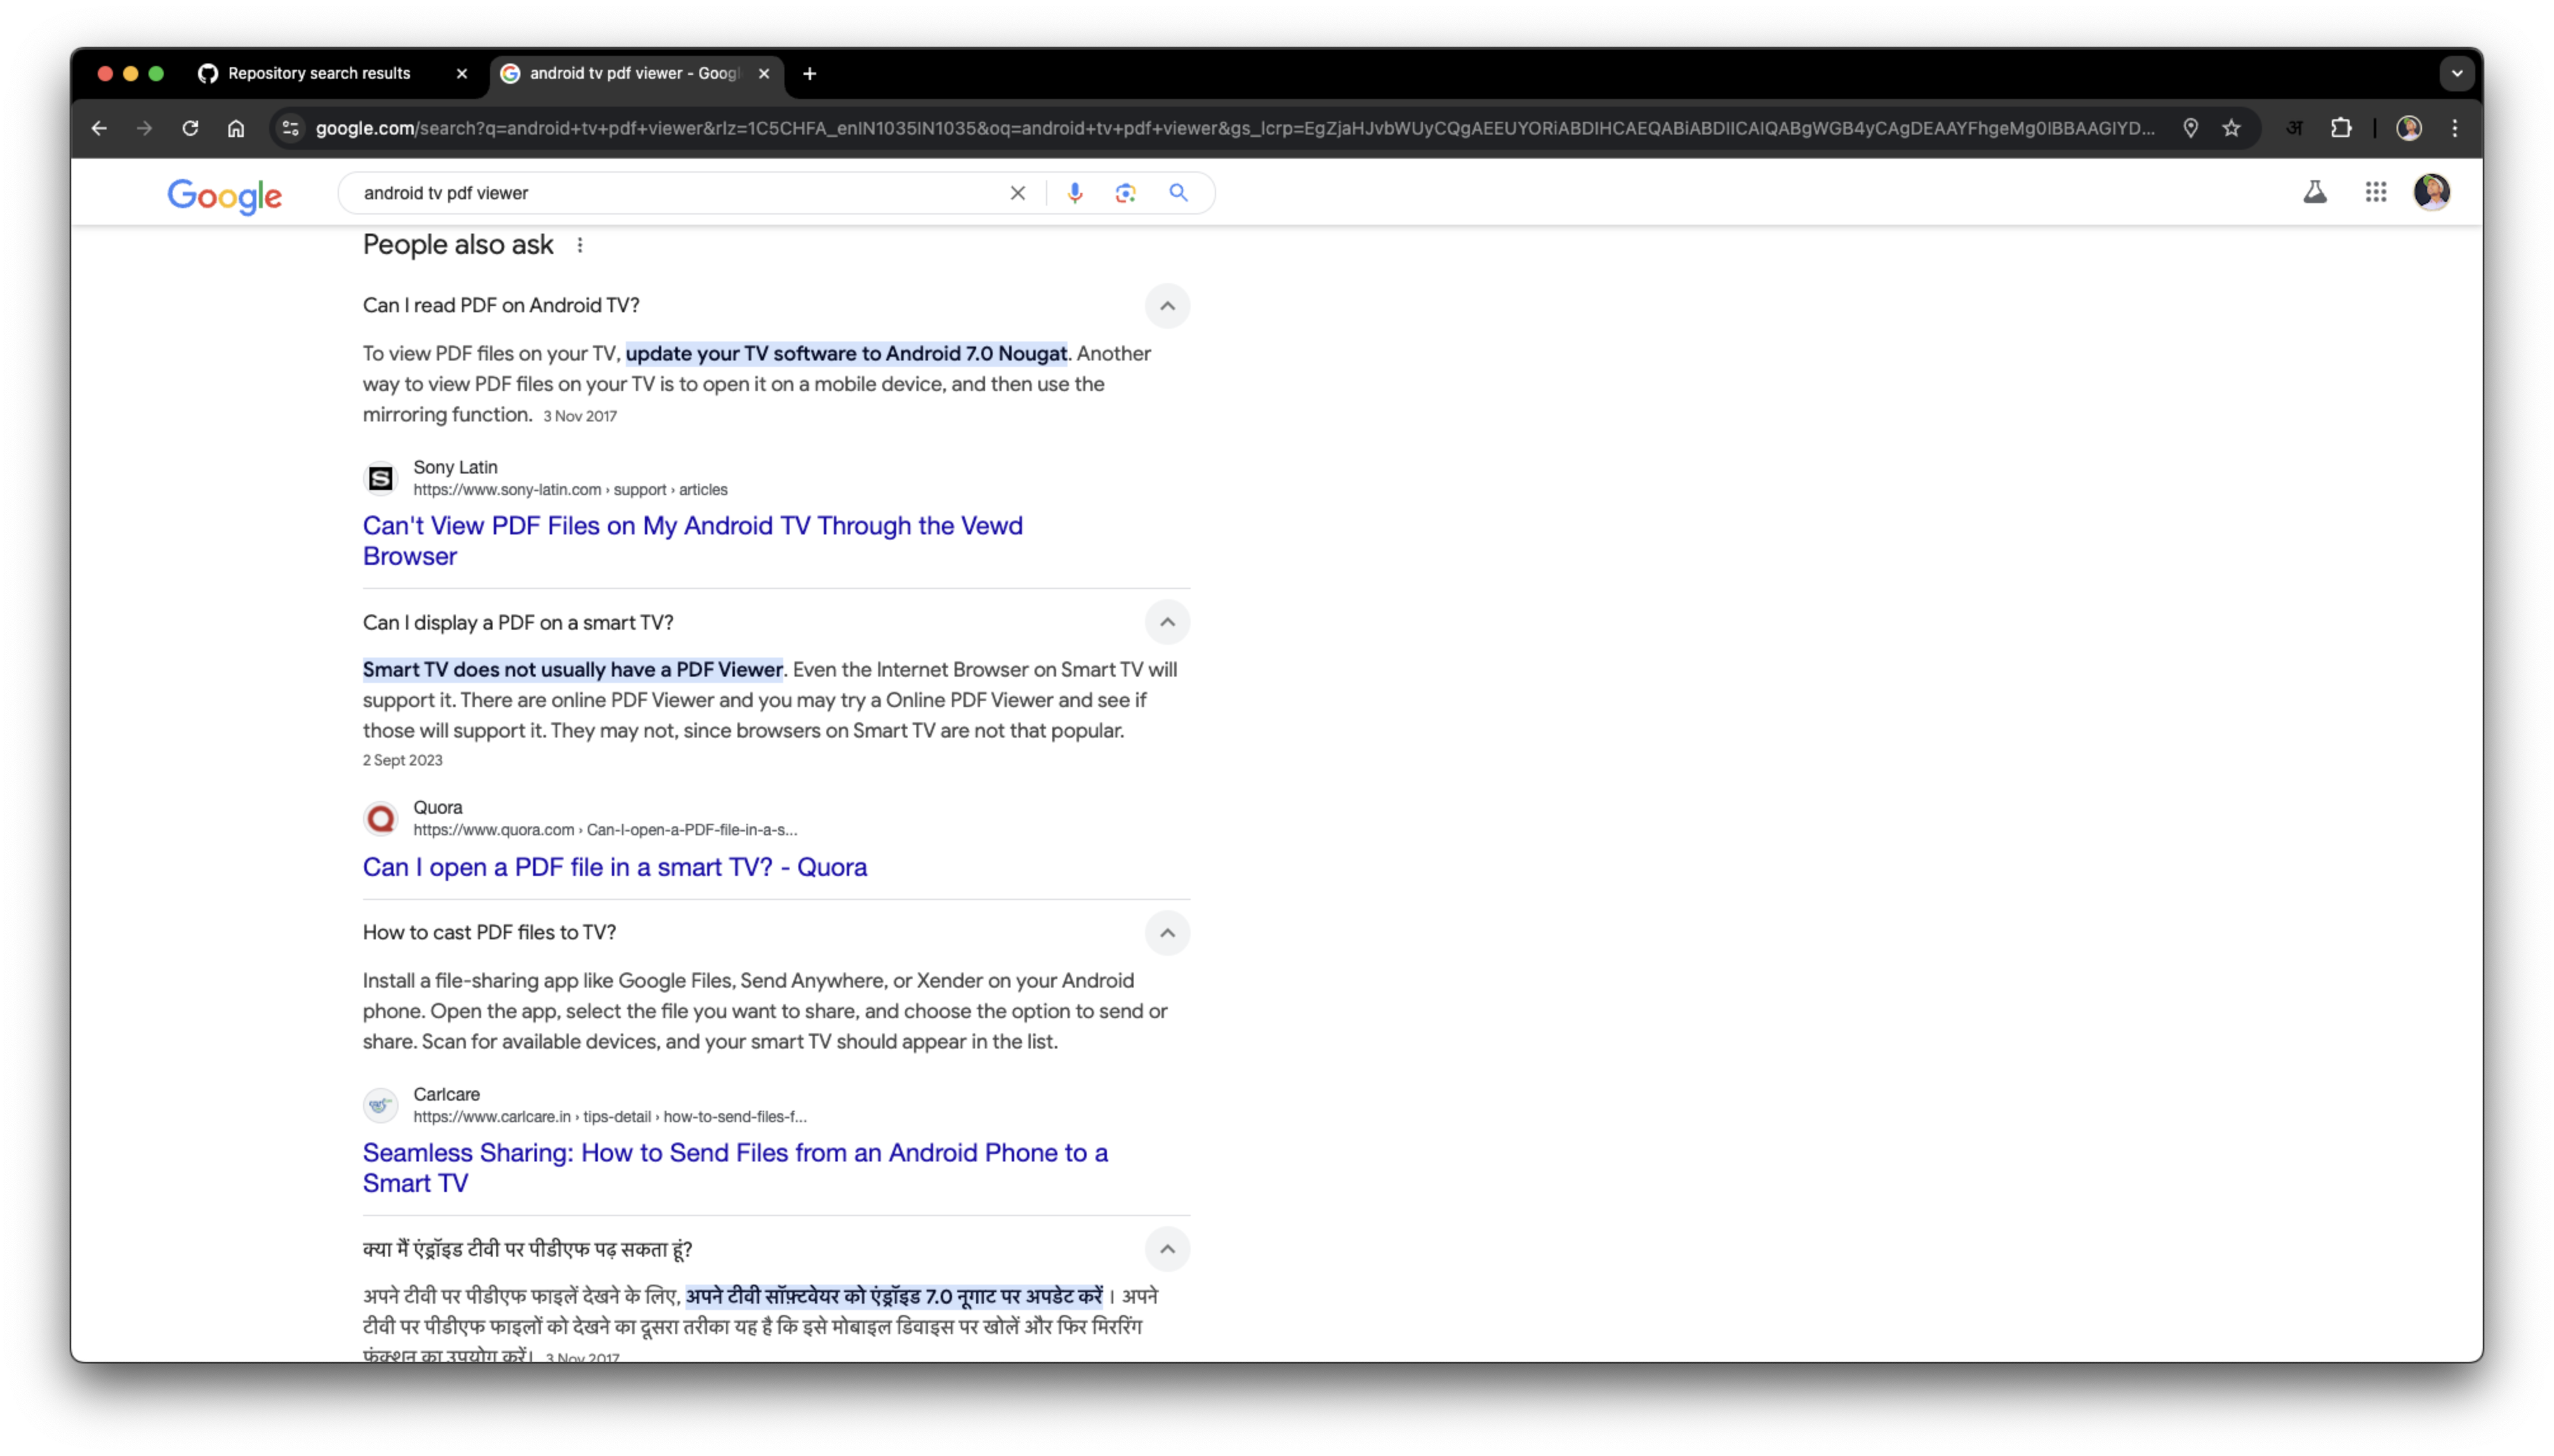 Repository search results
android tv pdf viewer - Googl
google.com/search?q=android+tv+pdf+viewer&rlz=1C5CHFA_enIN1035IN1035&oq=android+tv+pdf+viewer&gs_lcrp=EgZjaHJvbWUyCQgAEEUYORiABDIHCAEQABiABDIICAIQABgWGB4yCAgDEAAYFhgeMg0IBBAAGIYD...
Google
android tv pdf viewer
अ
People also ask
Can I read PDF on Android TV?
To view PDF files on your TV, update your TV software to Android 7.0 Nougat. Another
way to view PDF files on your TV is to open it on a mobile device, and then use the
mirroring function. 3 Nov 2017
Sony Latin
https://www.sony-latin.com › support › articles
Can't View PDF Files on My Android TV Through the Vewd
Browser
Can I display a PDF on a smart TV?
Smart TV does not usually have a PDF Viewer. Even the Internet Browser on Smart TV will
support it. There are online PDF Viewer and you may try a Online PDF Viewer and see if
those will support it. They may not, since browsers on Smart TV are not that popular.
2 Sept 2023
Quora
https://www.quora.com › Can-I-open-a-PDF-file-in-a-s...
Can I open a PDF file in a smart TV? - Quora
How to cast PDF files to TV?
Install a file-sharing app like Google Files, Send Anywhere, or Xender on your Android
phone. Open the app, select the file you want to share, and choose the option to send or
share. Scan for available devices, and your smart TV should appear in the list.
Carlcare
https://www.carlcare.in › tips-detail › how-to-send-files-f...
Seamless Sharing: How to Send Files from an Android Phone to a
Smart TV
क्या मैं एंड्रॉइड टीवी पर पीडीएफ पढ़ सकता हूं?
अपने टीवी पर पीडीएफ फाइलें देखने के लिए, अपने टीवी सॉफ़्टवेयर को एंड्रॉइड 7.0 नूगाट पर अपडेट करें । अपने
टीवी पर पीडीएफ फाइलों को देखने का दूसरा तरीका यह है कि इसे मोबाइल डिवाइस पर खोलें और फिर मिररिंग
फ़ंक्शन का उपयोग करें। 3 Nov 2017